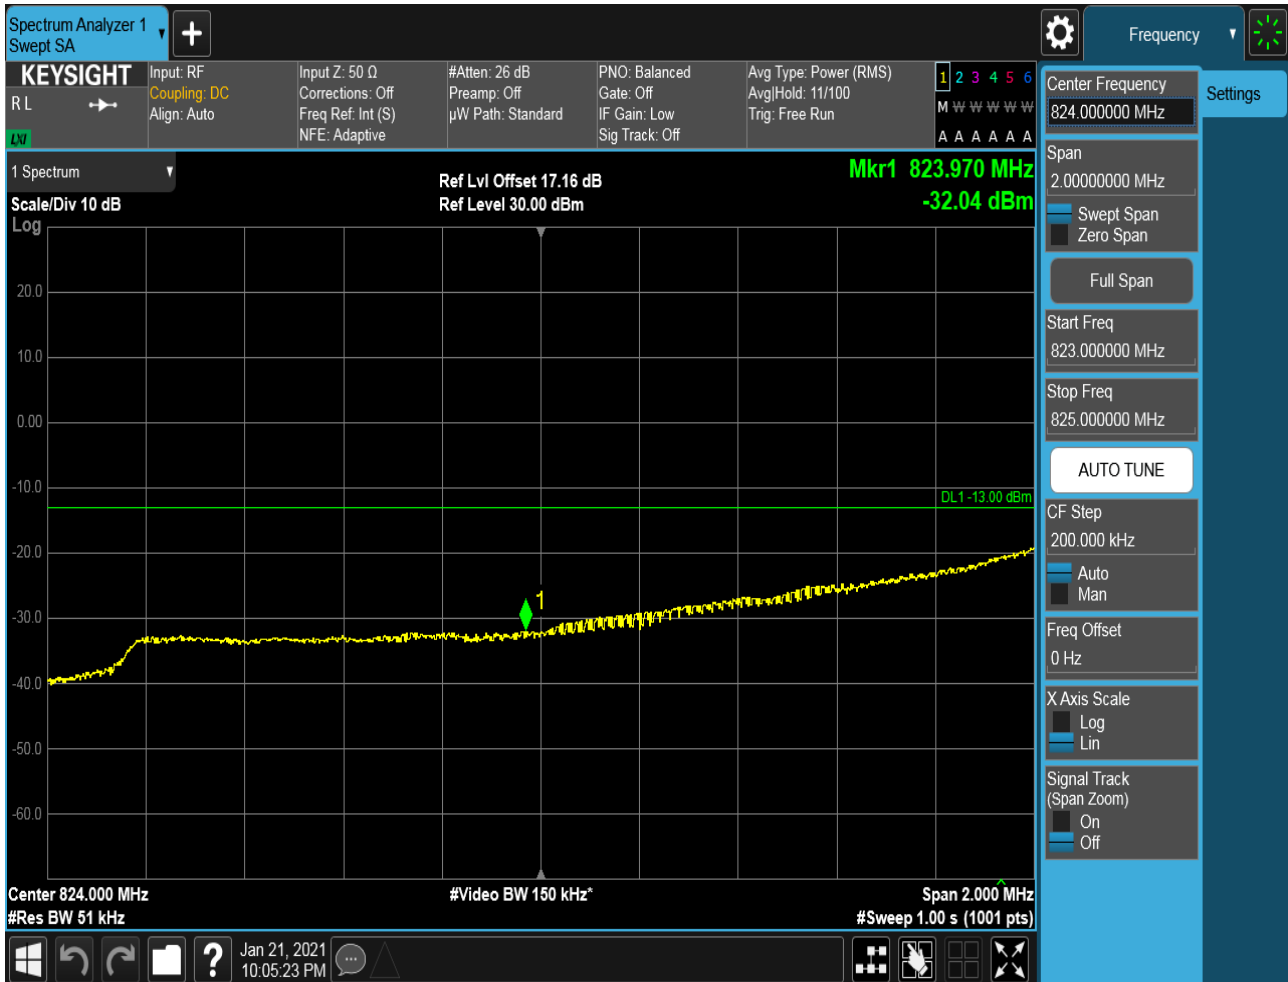 Spectrum Analyzer 1
Swept SA
+
Frequency
KEYSIGHT
R L
LXI
Input: RF
Coupling: DC
Align: Auto
Input Z: 50 Ω
Corrections: Off
Freq Ref: Int (S)
NFE: Adaptive
#Atten: 26 dB
Preamp: Off
µW Path: Standard
PNO: Balanced
Gate: Off
IF Gain: Low
Sig Track: Off
Avg Type: Power (RMS)
Avg|Hold: 11/100
Trig: Free Run
1 2 3 4 5 6
M W W W W W
A A A A A A
1 Spectrum
Scale/Div 10 dB
Log
Ref Lvl Offset 17.16 dB
Ref Level 30.00 dBm
Mkr1 823.970 MHz
-32.04 dBm
20.0
10.0
0.00
-10.0
DL1 -13.00 dBm
-20.0
1
-30.0
-40.0
-50.0
-60.0
Center 824.000 MHz
#Res BW 51 kHz
#Video BW 150 kHz*
Span 2.000 MHz
#Sweep 1.00 s (1001 pts)
Center Frequency
824.000000 MHz
Settings
Span
2.00000000 MHz
Swept Span
Zero Span
Full Span
Start Freq
823.000000 MHz
Stop Freq
825.000000 MHz
AUTO TUNE
CF Step
200.000 kHz
Auto
Man
Freq Offset
0 Hz
X Axis Scale
Log
Lin
Signal Track
(Span Zoom)
On
Off
?
Jan 21, 2021
10:05:23 PM